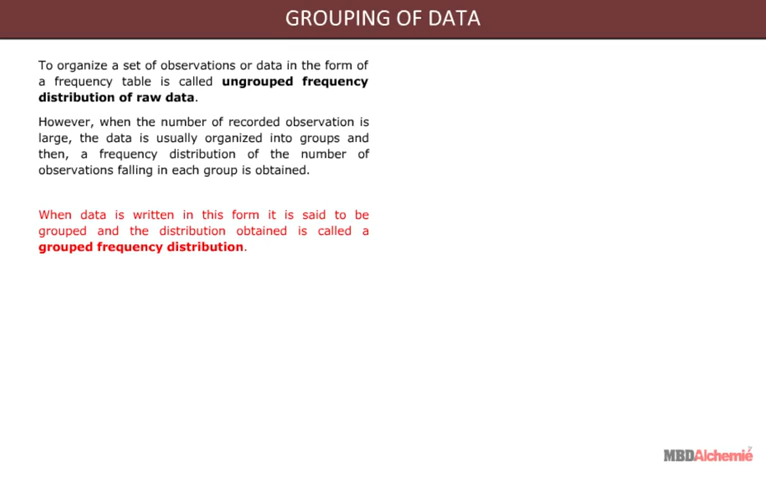 GROUPING OF DATA
To organize a set of observations or data in the form of
a frequency table is called ungrouped frequency
distribution of raw data.
However, when the number of recorded observation is
large, the data is usually organized into groups and
then, a frequency distribution of the number of
observations falling in each group is obtained.
When data is written in this form it is said to be
grouped and the distribution obtained is called a
grouped frequency distribution.
MBDAlchemie